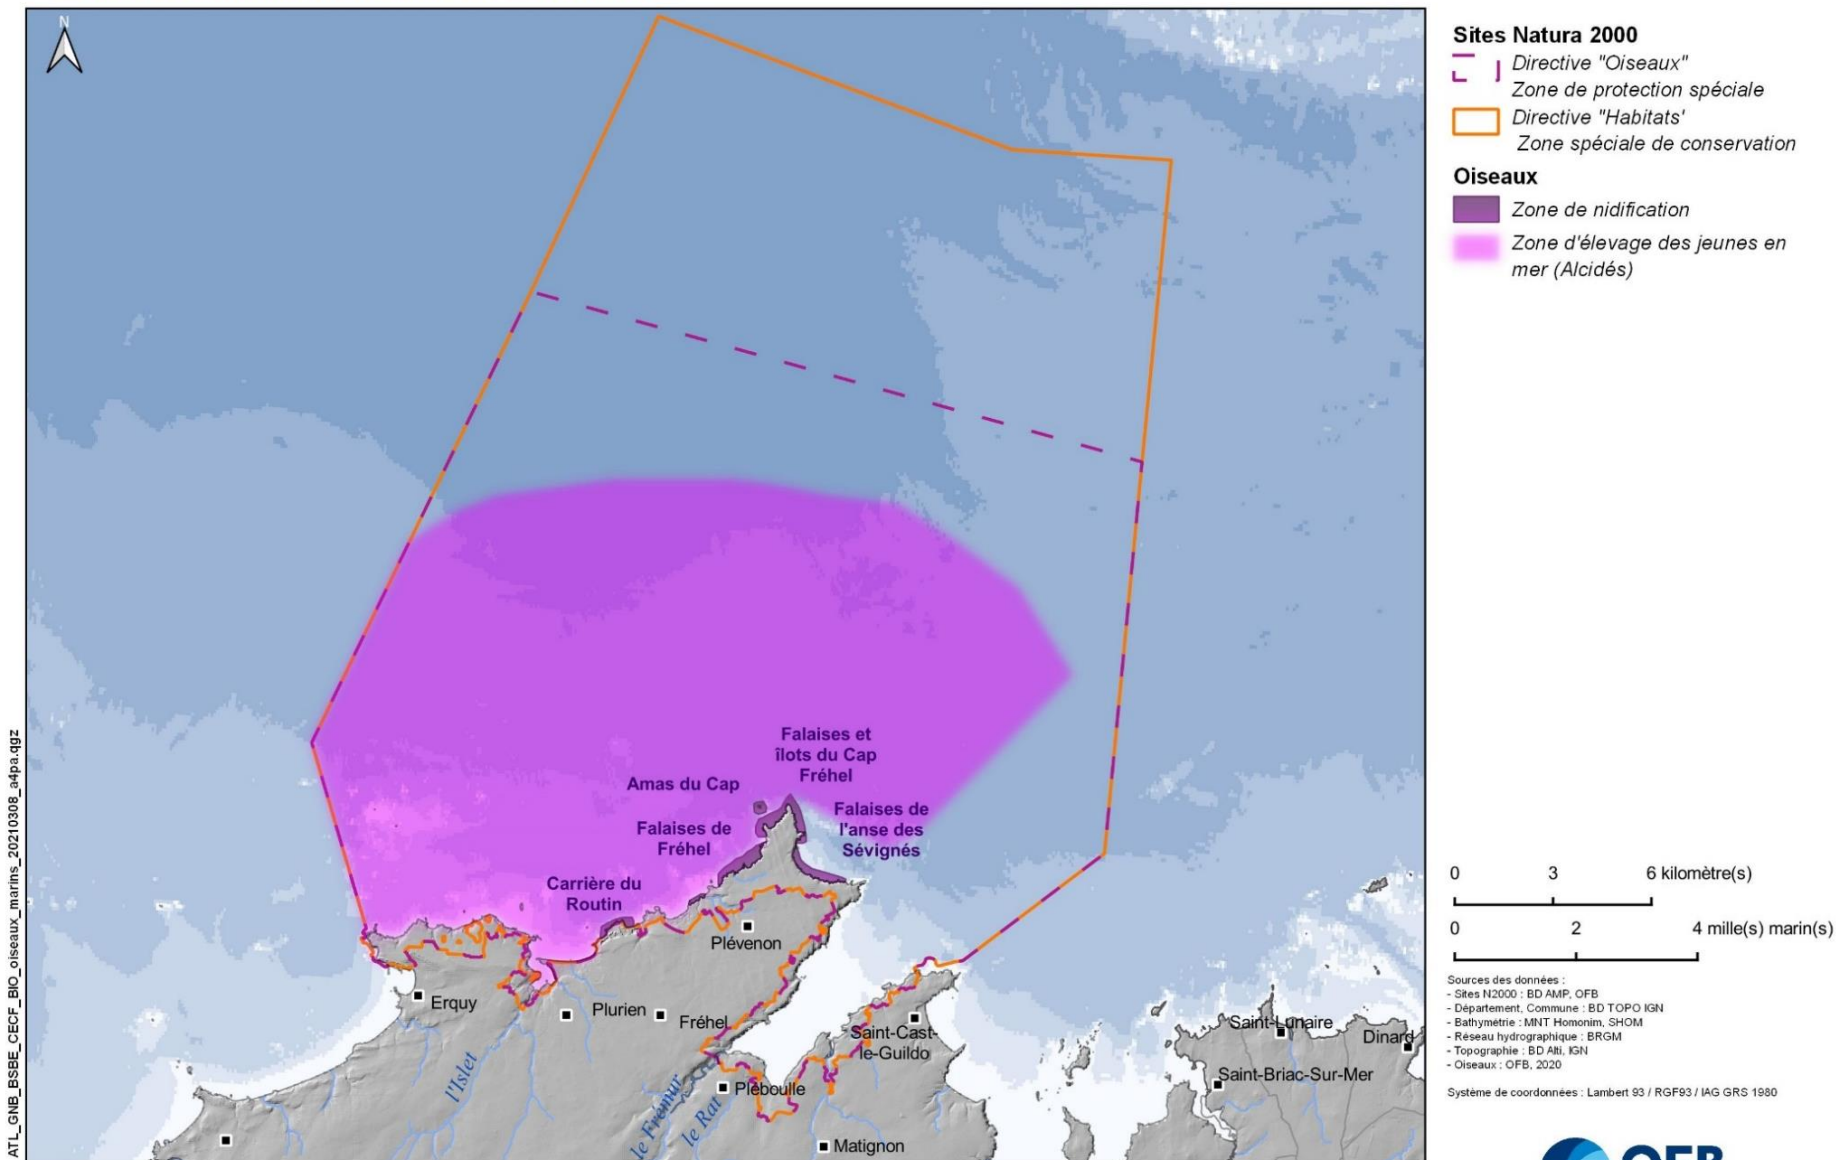 N
Falaises et
îlots du Cap
Fréhel
Amas du Cap
Falaises de
Fréhel
Falaises de
l'anse des
Sévignés
Carrière du
Routin
Plévenon
Erquy
Plurien
Fréhel
Saint-Cast-
le-Guildo
Saint-Lunaire
Dinard
Saint-Briac-Sur-Mer
Pléboulle
Matignon
l'Islet
le Frémur
le Rat
ATL_GNB_BSBE_CECF_BIO_oiseaux_marins_20210308_a4pa.qgz
Sites Natura 2000
Directive "Oiseaux"
Zone de protection spéciale
Directive "Habitats'
Zone spéciale de conservation
Oiseaux
Zone de nidification
Zone d'élevage des jeunes en
mer (Alcidés)
0 3 6 kilomètre(s)
0 2 4 mille(s) marin(s)
Sources des données :
- Sites N2000 : BD AMP, OFB
- Département, Commune : BD TOPO IGN
- Bathymétrie : MNT Homonim, SHOM
- Réseau hydrographique : BRGM
- Topographie : BD Alti, IGN
- Oiseaux : OFB, 2020
Système de coordonnées : Lambert 93 / RGF93 / IAG GRS 1980
OFB